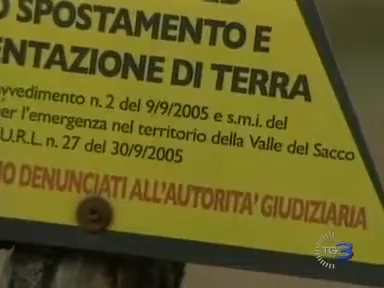 SPOSTAMENTO E
ENTAZIONE DI TERRA
vvedimento n. 2 del 9/9/2005 e s.m.i. del
er l'emergenza nel territorio della Valle del Sacco
U.R.L. n. 27 del 30/9/2005
O DENUNCIATI ALL'AUTORITA' GIUDIZIARIA
TG3